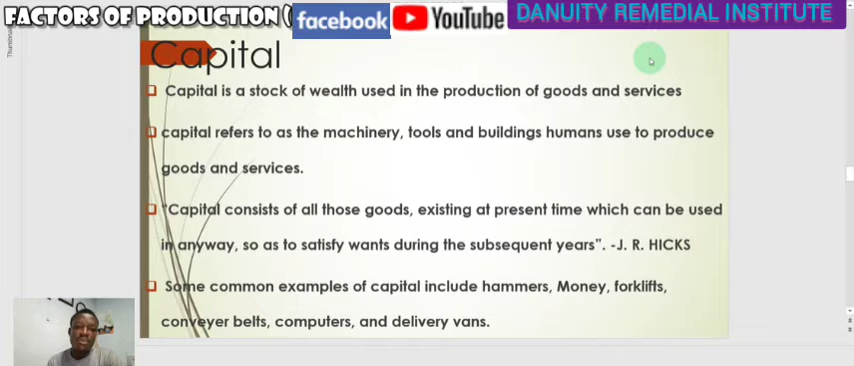 FACTORS OF PRODUCTION (
facebook
YouTube
DANUITY REMEDIAL INSTITUTE
Capital
Capital is a stock of wealth used in the production of goods and services
capital refers to as the machinery, tools and buildings humans use to produce
goods and services.
"Capital consists of all those goods, existing at present time which can be used
in anyway, so as to satisfy wants during the subsequent years". -J. R. HICKS
Some common examples of capital include hammers, Money, forklifts,
conveyer belts, computers, and delivery vans.